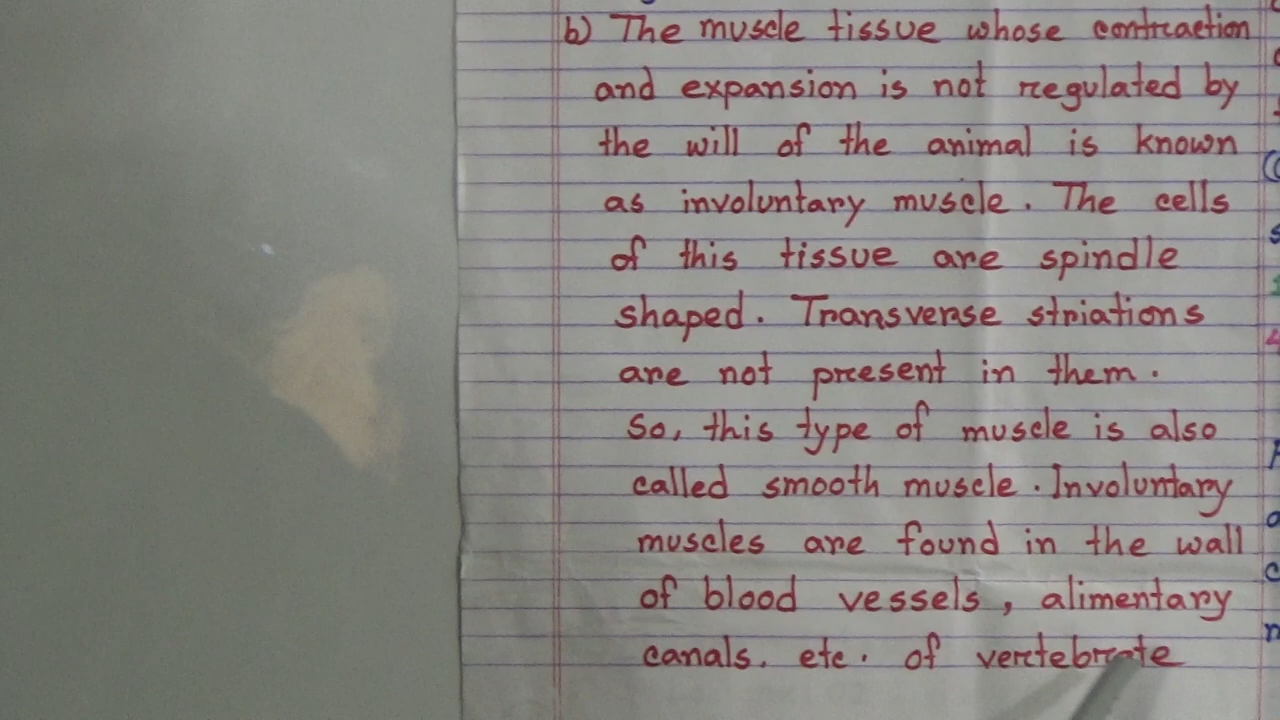 b) The muscle tissue whose contraction
and expansion is not regulated by
the will of the animal is known
as involuntary muscle. The cells
of this tissue are spindle
shaped. Transverse striations
are not present in them.
So, this type of muscle is also
called smooth muscle. Involuntary
muscles are found in the wall
of blood vessels, alimentary
canals, etc. of vertebrate